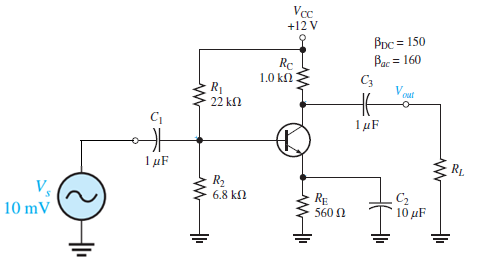 VCC
+12 V
βDC = 150
βac = 160
RC
1.0 kΩ
C3
Vout
R1
22 kΩ
C1
1 μF
1 μF
RL
R2
6.8 kΩ
RE
560 Ω
C2
10 μF
Vs
10 mV